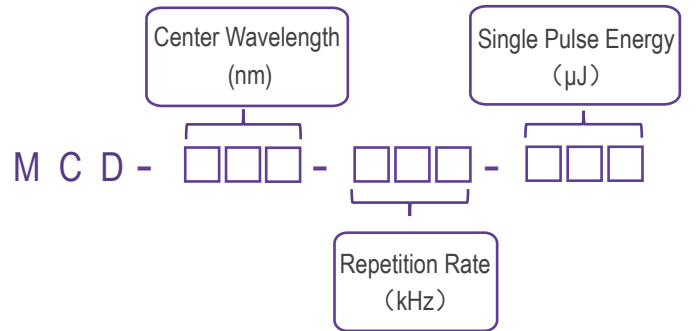 Center Wavelength
(nm)
Single Pulse Energy
（µJ）
M C D - □□□ - □□□ - □□□
Repetition Rate
（kHz）